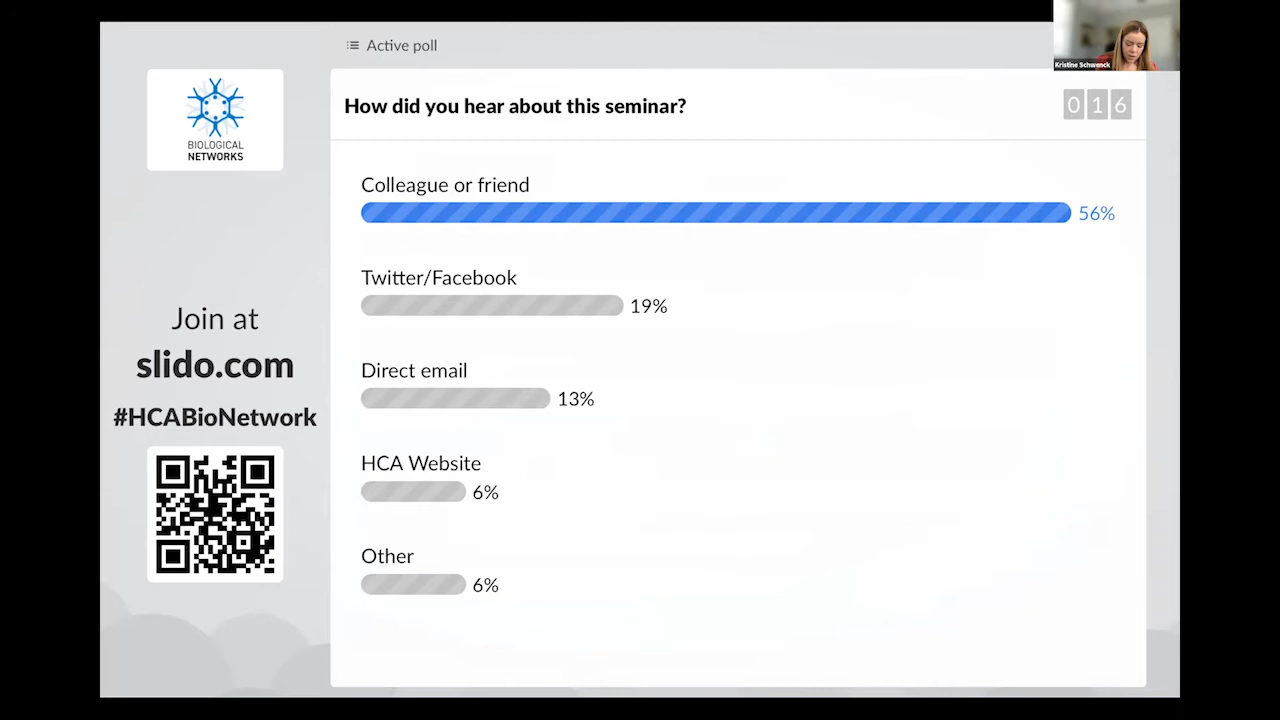 Active poll
Kristine Schwenck
BIOLOGICAL
NETWORKS
How did you hear about this seminar?
016
Colleague or friend
56%
Twitter/Facebook
19%
Direct email
13%
HCA Website
6%
Other
6%
Join at
slido.com
#HCABioNetwork